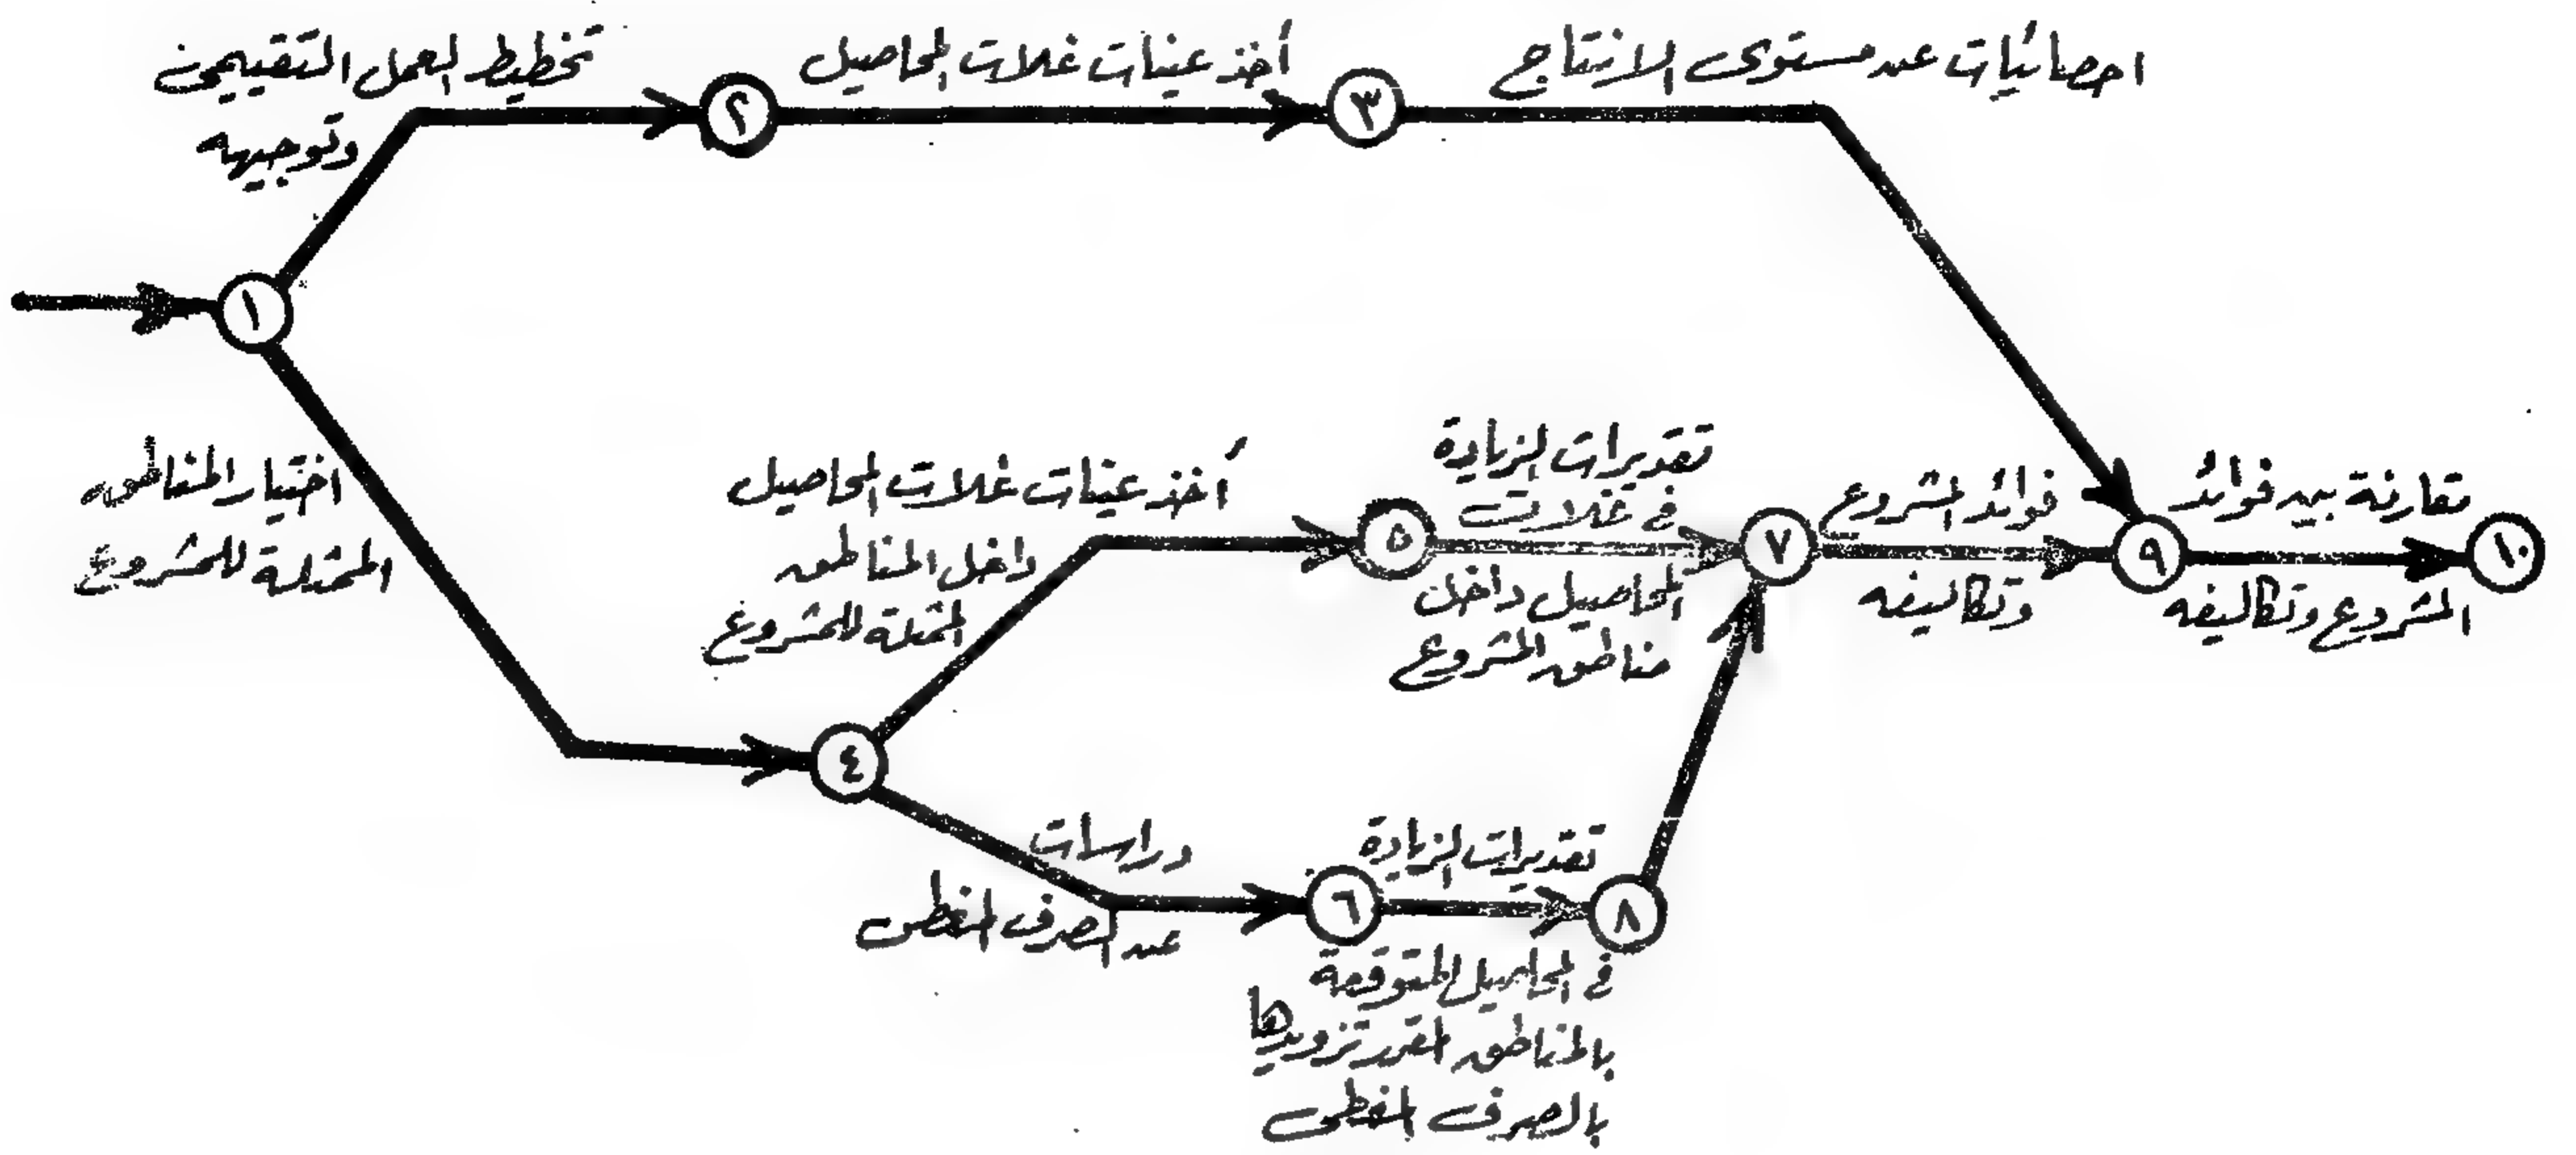 تخطيط العمل التقييمى
وتوجيهه
أخذ عينات غلات المحاصيل
احصائيات عن مستوى الانتاج
٢
٣
١
اختيار المناطق
الممثلة للمشروع
أخذ عينات غلات المحاصيل
داخل المناطق
الممثلة للمشروع
تقديرات الزيادة
فى غلات
المحاصيل داخل
مناطق المشروع
فوائد المشروع
وتكاليفه
مقارنة بين فوائد
المشروع وتكاليفه
٥
٧
٩
١٠
٤
دراسات
عن الصرف المغطى
تقديرات الزيادة
فى المحاصيل المتوقعة
بالمناطق المقرر تزويدها
بالصرف المغطى
٦
٨